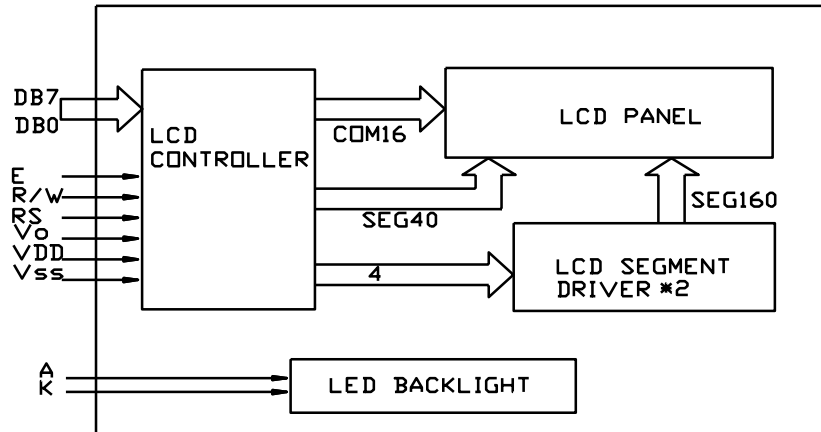 DB7
DB0
LCD
CONTROLLER
COM16
LCD PANEL
E
R/W
RS
Vo
VDD
Vss
SEG40
SEG160
4
LCD SEGMENT
DRIVER *2
A
K
LED BACKLIGHT